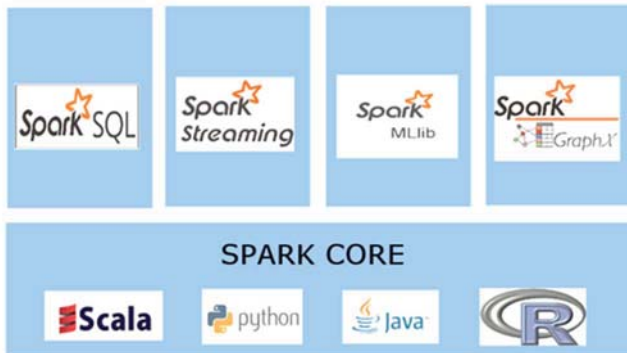 Spark SQL
Spark
Streaming
Spark
MLlib
Spark
GraphX
SPARK CORE
Scala
python
Java
R